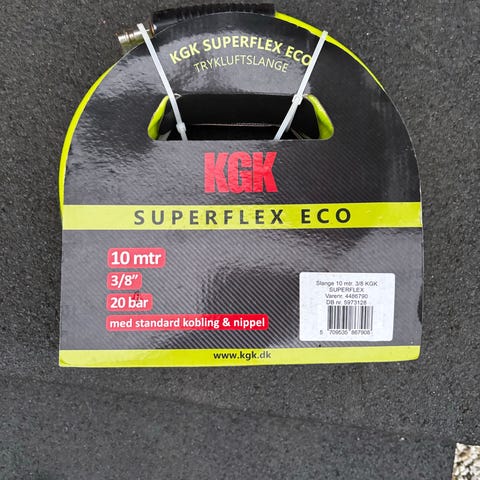 KGK SUPERFLEX ECO
TRYKLUFTSLANGE
KGK
SUPERFLEX ECO
10 mtr
3/8"
20 bar
med standard kobling & nippel
Slange 10 mtr. 3/8 KGK
SUPERFLEX
Varenr. 4486790
DB nr. 5973128
5 709535 867908
www.kgk.dk